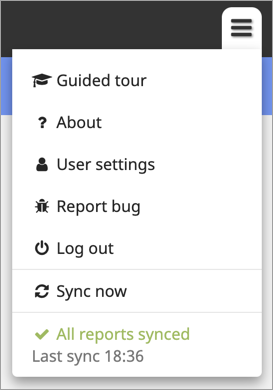 Guided tour
? About
User settings
Report bug
Log out
Sync now
All reports synced
Last sync 18:36